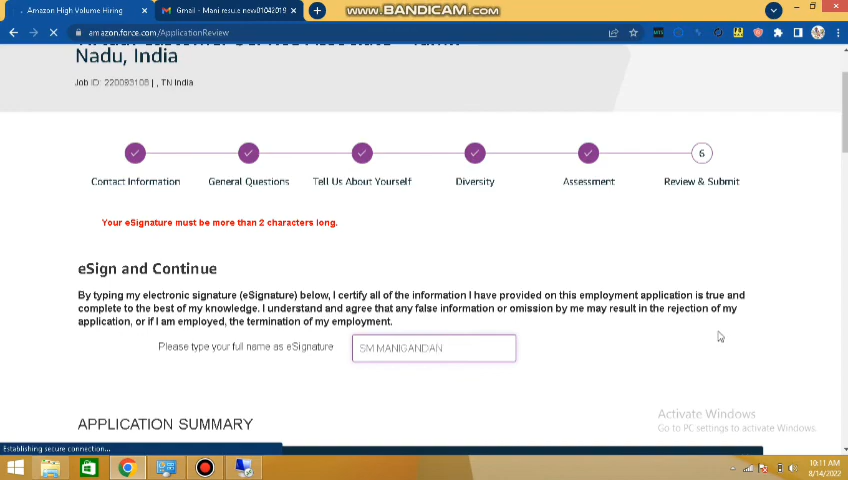 Amazon High Volume Hiring
Gmail - Mani resu.e new01042019
www.BANDICAM.com
amazon.force.com/ApplicationReview
Nadu, India
Job ID: 220093108 | , TN India
6
Contact Information
General Questions
Tell Us About Yourself
Diversity
Assessment
Review & Submit
Your eSignature must be more than 2 characters long.
eSign and Continue
By typing my electronic signature (eSignature) below, I certify all of the information I have provided on this employment application is true and
complete to the best of my knowledge. I understand and agree that any false information or omission by me may result in the rejection of my
application, or if I am employed, the termination of my employment.
Please type your full name as eSignature
SM MANIGANDAN
APPLICATION SUMMARY
Activate Windows
Go to PC settings to activate Windows.
Establishing secure connection...
10:11 AM
8/14/2022